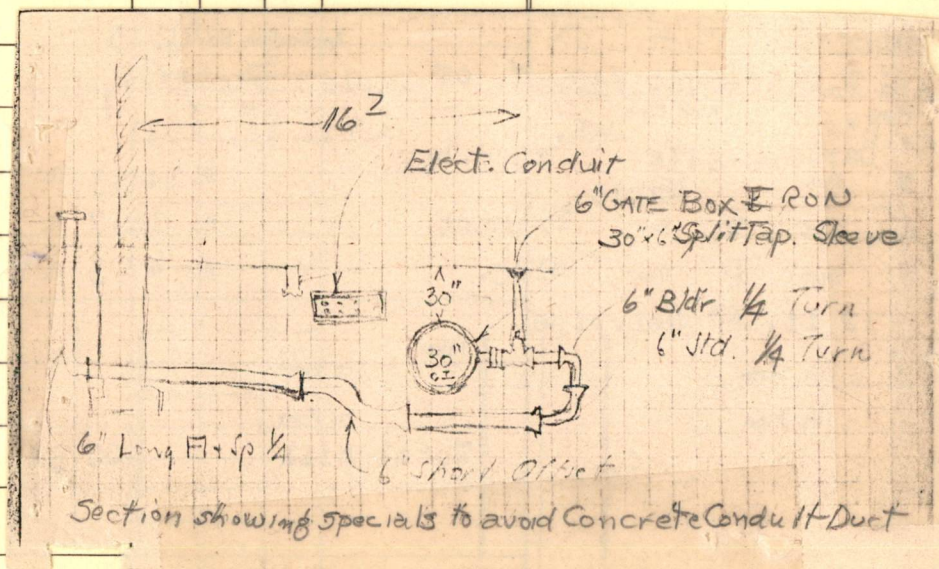 16²
Elect. Conduit
6" GATE BOX & RON
30"x6" Split Tap. Sleeve
30"
6" Bldr. 1/4 Turn
6" Std. 1/4 Turn
30"
C.I.
6" Long Fl + Sp 1/4
6" Short Offset
Section showing specials to avoid Concrete Conduit Duct